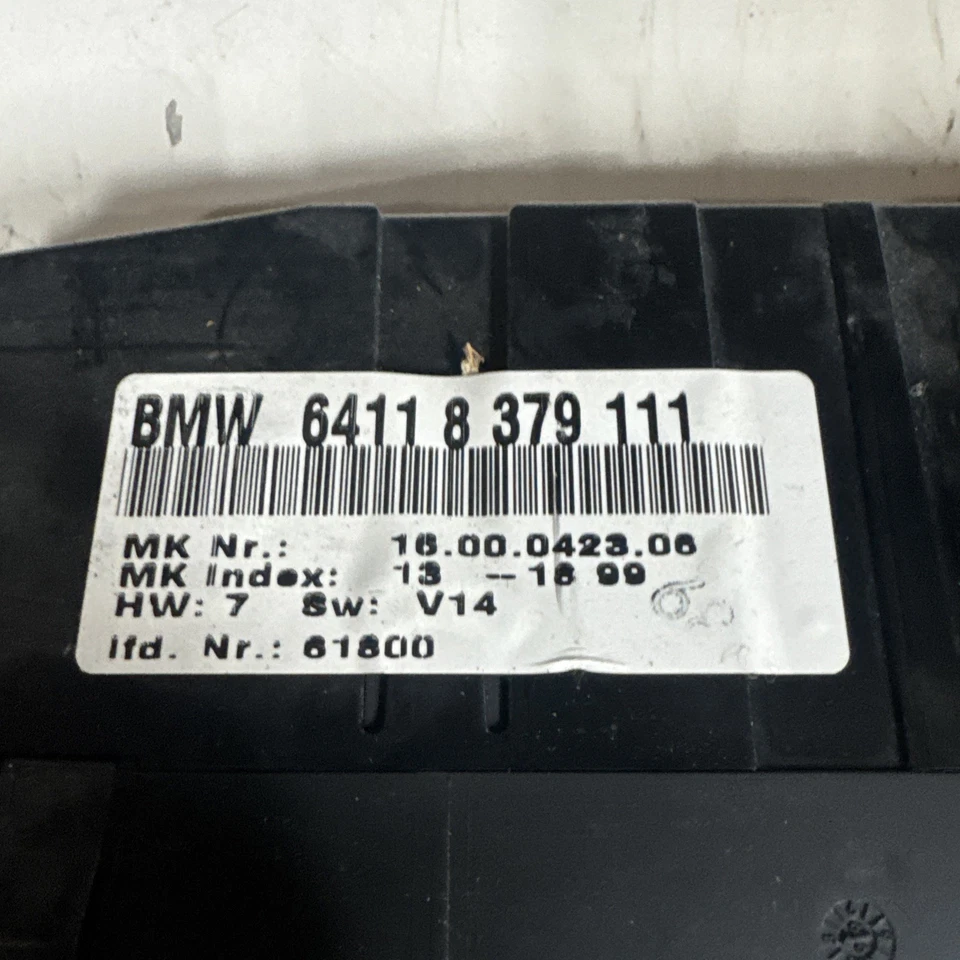 BMW 6411 8 379 111
MK Nr.: 16.00.0423.06
MK Index: 13 --18 99
HW: 7 Sw: V14
lfd. Nr.: 61800